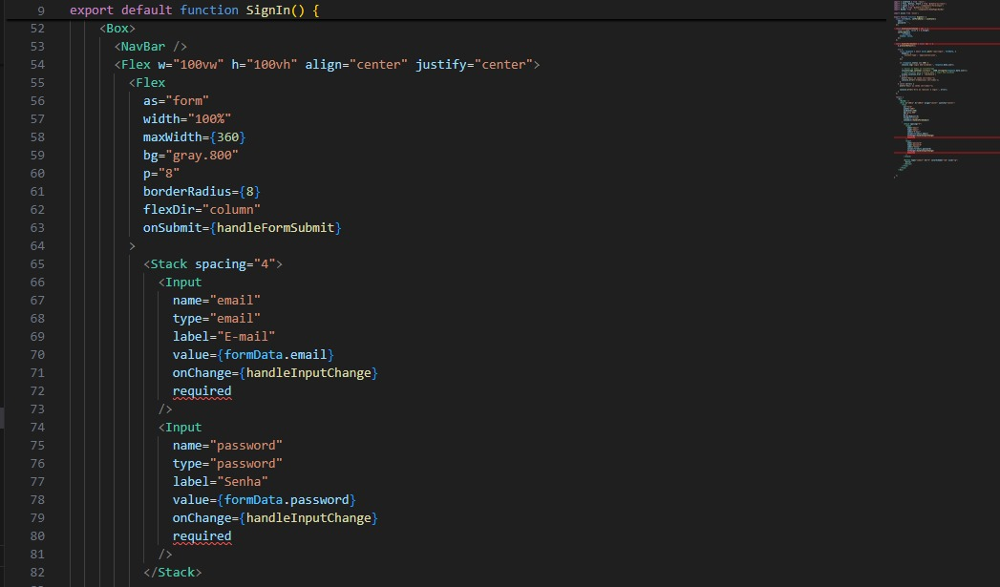 9 export default function SignIn() {
52 <Box>
53 <NavBar />
54 <Flex w="100vw" h="100vh" align="center" justify="center">
55 <Flex
56 as="form"
57 width="100%"
58 maxWidth={360}
59 bg="gray.800"
60 p="8"
61 borderRadius={8}
62 flexDir="column"
63 onSubmit={handleFormSubmit}
64 >
65 <Stack spacing="4">
66 <Input
67 name="email"
68 type="email"
69 label="E-mail"
70 value={formData.email}
71 onChange={handleInputChange}
72 required
73 />
74 <Input
75 name="password"
76 type="password"
77 label="Senha"
78 value={formData.password}
79 onChange={handleInputChange}
80 required
81 />
82 </Stack>